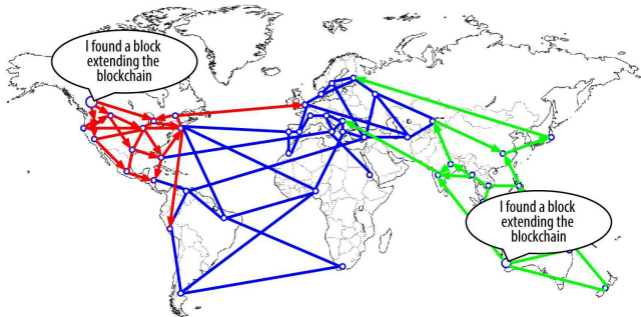 I found a block
extending the
blockchain
I found a block
extending the
blockchain